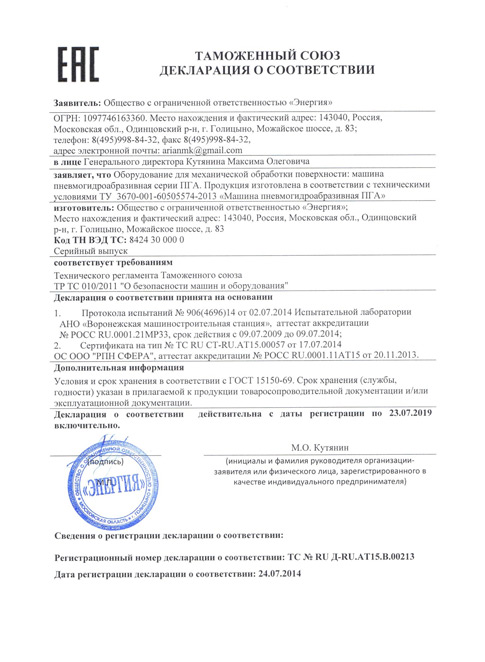 EAC
ТАМОЖЕННЫЙ СОЮЗ
ДЕКЛАРАЦИЯ О СООТВЕТСТВИИ
Заявитель: Общество с ограниченной ответственностью «Энергия»
ОГРН: 1097746163360. Место нахождения и фактический адрес: 143040, Россия,
Московская обл., Одинцовский р-н, г. Голицыно, Можайское шоссе, д. 83;
телефон: 8(495)998-84-32, факс 8(495)998-84-32,
адрес электронной почты: arianmk@gmail.com
в лице Генерального директора Кутянина Максима Олеговича
заявляет, что Оборудование для механической обработки поверхности: машина
пневмогидроабразивная серии ПГА. Продукция изготовлена в соответствии с техническими
условиями ТУ 3670-001-60505574-2013 «Машина пневмогидроабразивная ПГА»
изготовитель: Общество с ограниченной ответственностью «Энергия»;
Место нахождения и фактический адрес: 143040, Россия, Московская обл., Одинцовский
р-н, г. Голицыно, Можайское шоссе, д. 83
Код ТН ВЭД ТС: 8424 30 000 0
Серийный выпуск
соответствует требованиям
Технического регламента Таможенного союза
ТР ТС 010/2011 "О безопасности машин и оборудования"
Декларация о соответствии принята на основании
1. Протокола испытаний № 906(4696)14 от 02.07.2014 Испытательной лаборатории
АНО «Воронежская машиностроительная станция», аттестат аккредитации
№ РОСС RU.0001.21МР33, срок действия с 09.07.2009 до 09.07.2014;
2. Сертификата на тип № ТС RU CT-RU.AT15.00057 от 17.07.2014
ОС ООО "РПН СФЕРА", аттестат аккредитации № РОСС RU.0001.11АТ15 от 20.11.2013.
Дополнительная информация
Условия и срок хранения в соответствии с ГОСТ 15150-69. Срок хранения (службы,
годности) указан в прилагаемой к продукции товаросопроводительной документации и/или
эксплуатационной документации.
Декларация о соответствии действительна с даты регистрации по 23.07.2019
включительно.
М.О. Кутянин
(подпись)
(инициалы и фамилия руководителя организации-
заявителя или физического лица, зарегистрированного в
качестве индивидуального предпринимателя)
«ЭНЕРГИЯ»
Сведения о регистрации декларации о соответствии:
Регистрационный номер декларации о соответствии: ТС № RU Д-RU.АТ15.В.00213
Дата регистрации декларации о соответствии: 24.07.2014